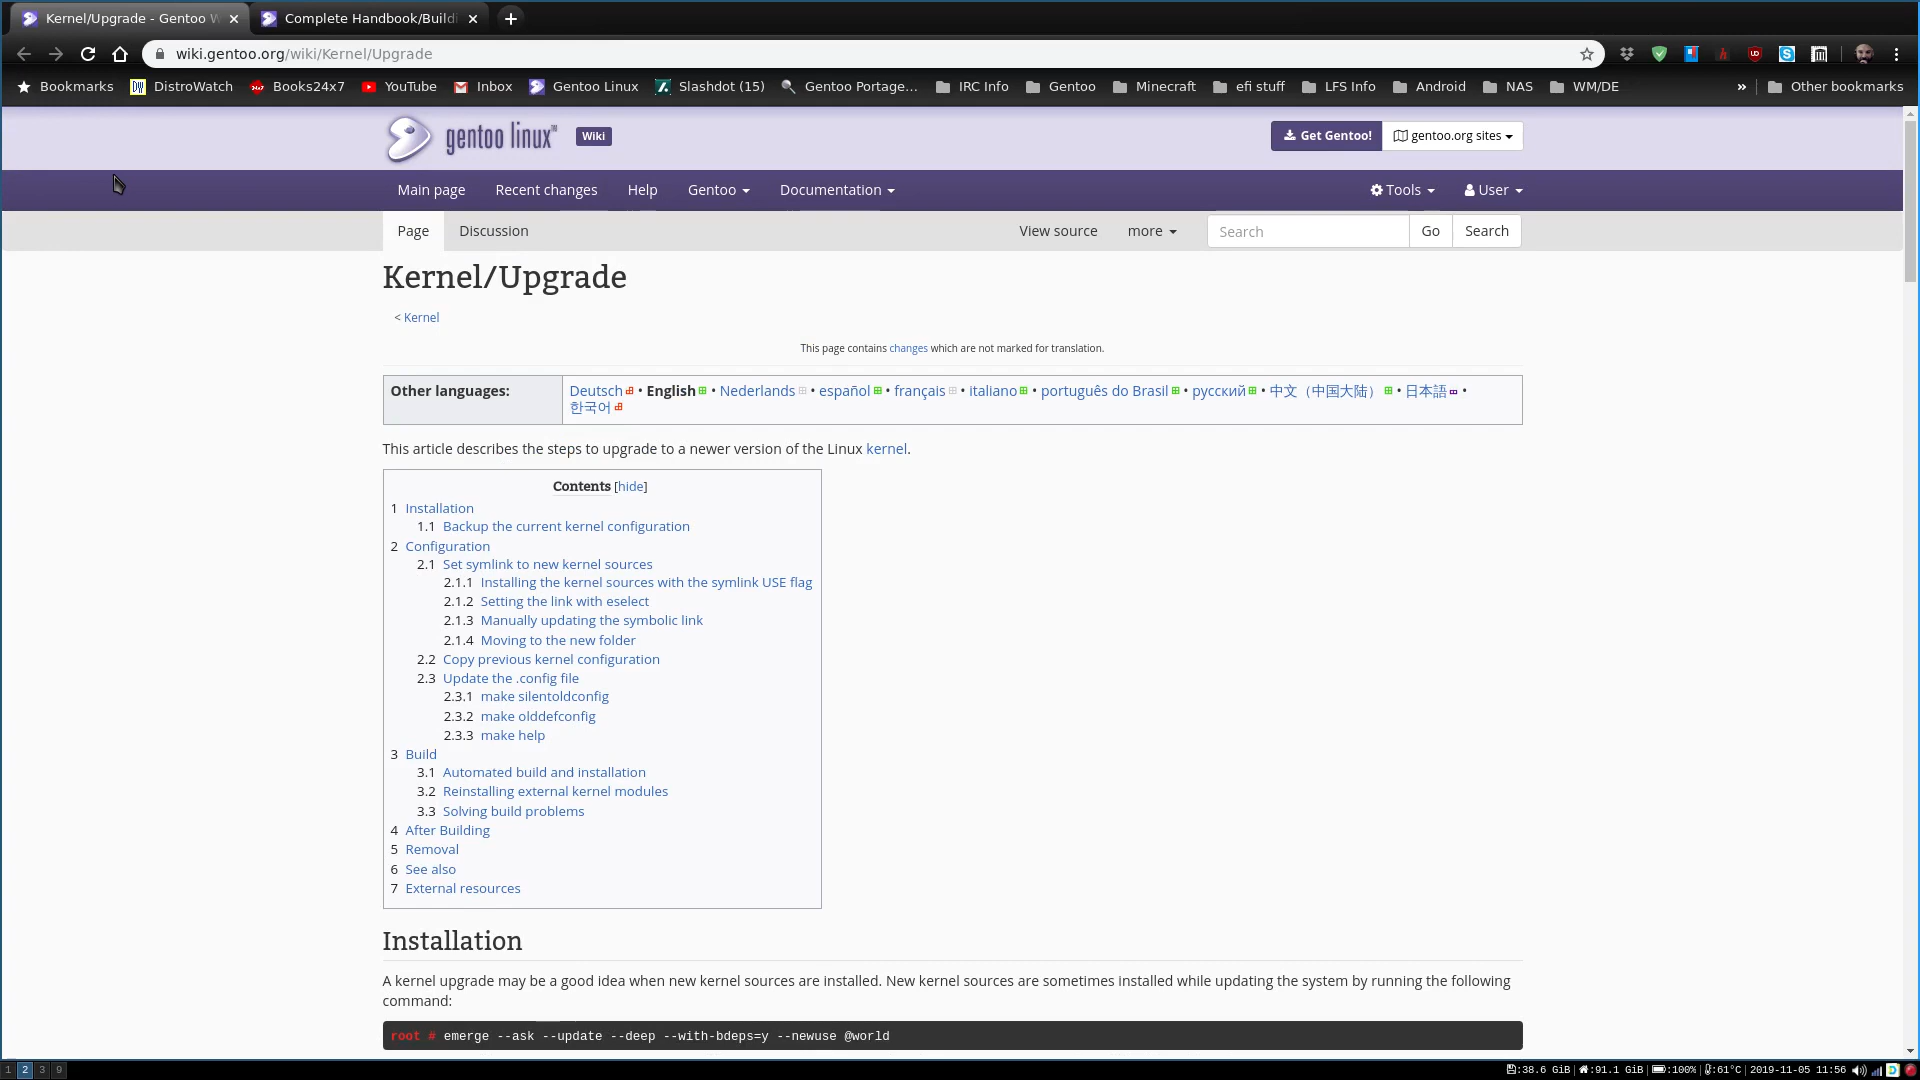 Kernel/Upgrade - Gentoo W
Complete Handbook/Buildi
wiki.gentoo.org/wiki/Kernel/Upgrade
Bookmarks DistroWatch Books24x7 YouTube Inbox Gentoo Linux Slashdot (15) Gentoo Portage... IRC Info Gentoo Minecraft efi stuff LFS Info Android NAS WM/DE » Other bookmarks
gentoo linux Wiki Get Gentoo! gentoo.org sites
Main page Recent changes Help Gentoo Documentation Tools User
Page Discussion View source more Search Go Search
Kernel/Upgrade
< Kernel
This page contains changes which are not marked for translation.
Other languages: Deutsch • English • Nederlands • español • français • italiano • português do Brasil • русский • 中文（中国大陆） • 日本語 •
한국어
This article describes the steps to upgrade to a newer version of the Linux kernel.
Contents [hide]
1 Installation
1.1 Backup the current kernel configuration
2 Configuration
2.1 Set symlink to new kernel sources
2.1.1 Installing the kernel sources with the symlink USE flag
2.1.2 Setting the link with eselect
2.1.3 Manually updating the symbolic link
2.1.4 Moving to the new folder
2.2 Copy previous kernel configuration
2.3 Update the .config file
2.3.1 make silentoldconfig
2.3.2 make olddefconfig
2.3.3 make help
3 Build
3.1 Automated build and installation
3.2 Reinstalling external kernel modules
3.3 Solving build problems
4 After Building
5 Removal
6 See also
7 External resources
Installation
A kernel upgrade may be a good idea when new kernel sources are installed. New kernel sources are sometimes installed while updating the system by running the following
command:
root # emerge --ask --update --deep --with-bdeps=y --newuse @world
1 2 3 9 :38.6 GiB| :91.1 GiB| :100%| :61°C| 2019-11-05 11:56